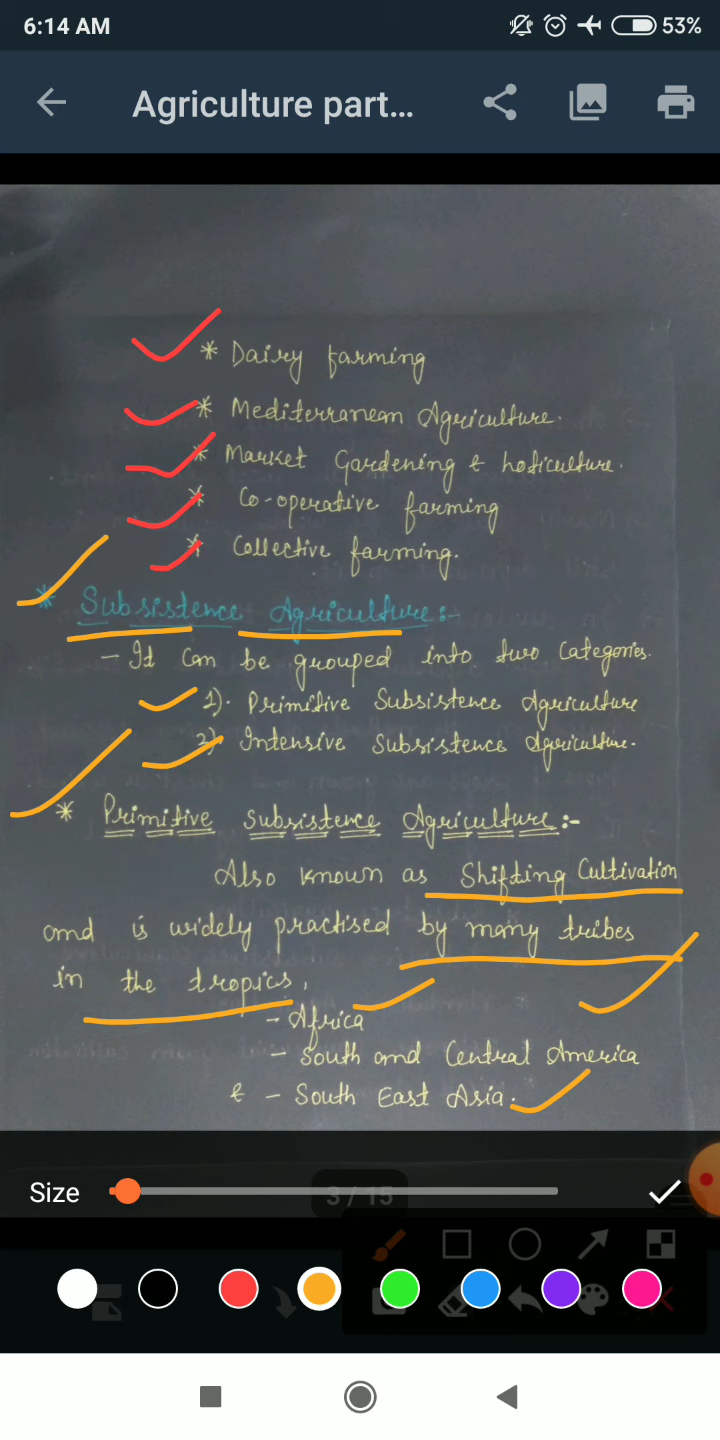 6:14 AM
53%
Agriculture part...
* Dairy farming
* Mediterranean Agriculture.
* Market Gardening & hoticulture.
* Co-operative farming
* Collective farming.
* Subsistence Agriculture:-
- It can be grouped into two Categories.
1). Primitive Subsistence Agriculture
2) Intensive Subsistence Agriculture.
* Primitive Subsistence Agriculture :-
Also known as Shifting Cultivation
and is widely practised by many tribes
in the tropics,
- Africa
- South and Central America
& - South East Asia.
Size
3 / 15